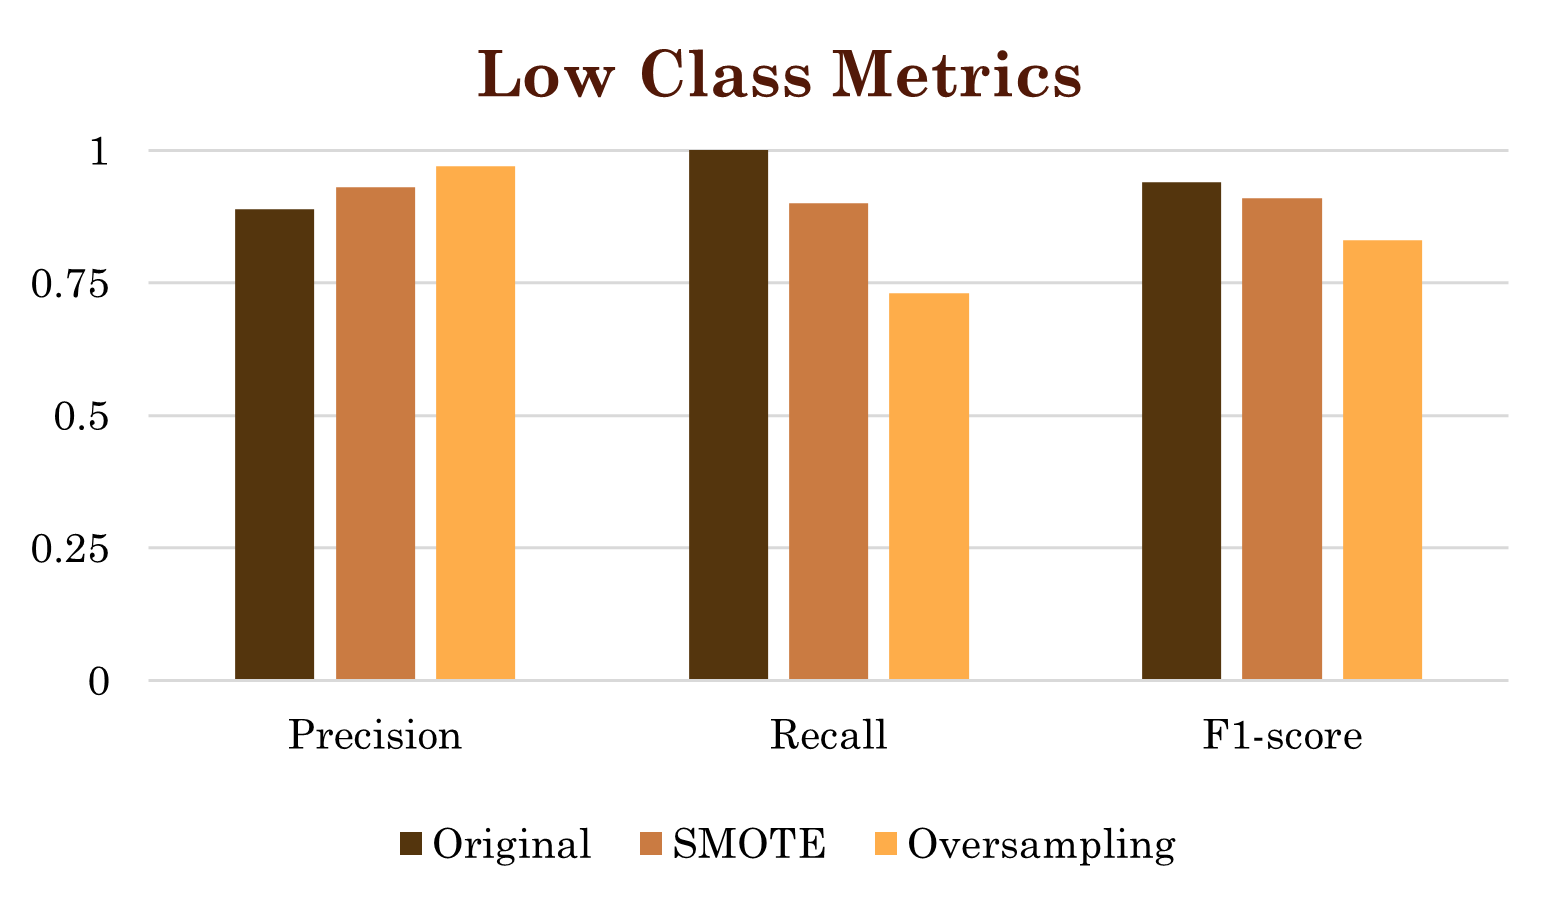 Low Class Metrics
1
0.75
0.5
0.25
0
Precision Recall F1-score
Original SMOTE Oversampling